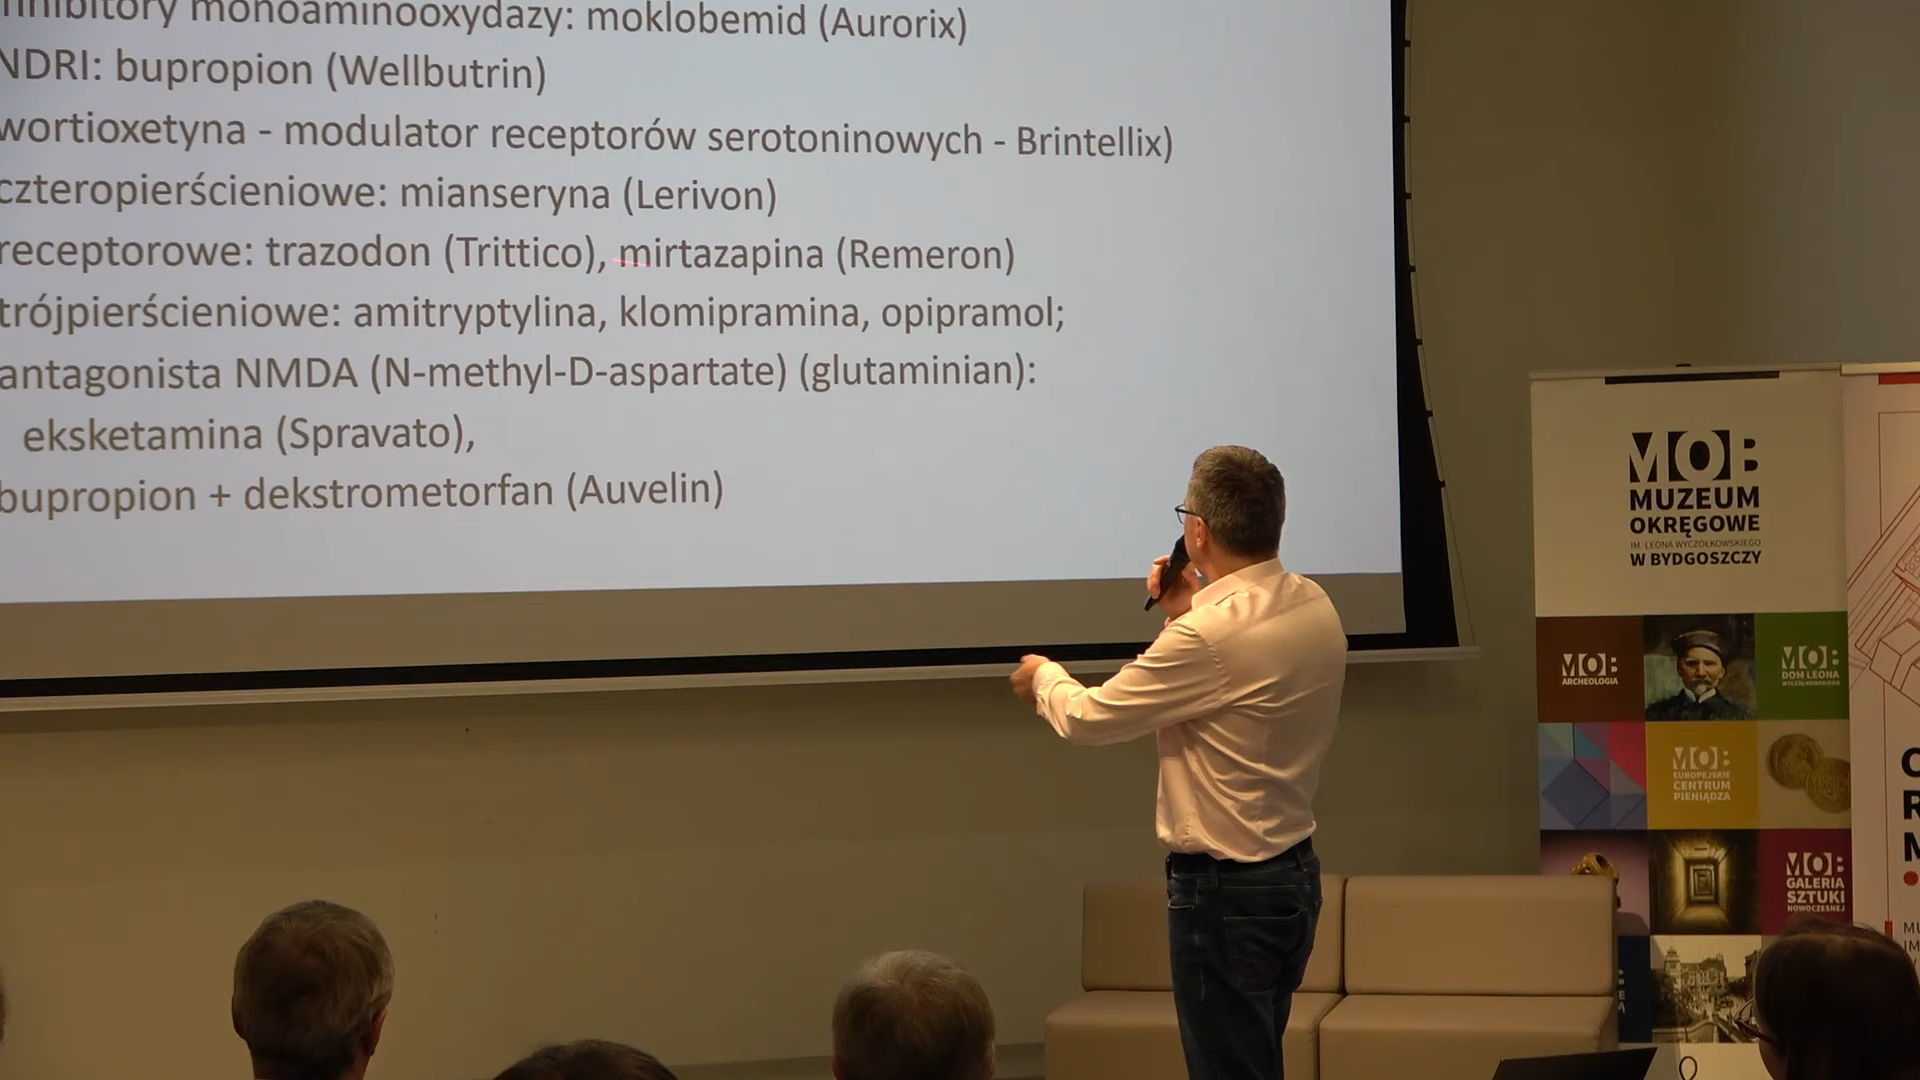 inhibitory monoaminooxydazy: moklobemid (Aurorix)
NDRI: bupropion (Wellbutrin)
wortioxetyna - modulator receptorów serotoninowych - Brintellix)
czteropierścieniowe: mianseryna (Lerivon)
receptorowe: trazodon (Trittico), mirtazapina (Remeron)
trójpierścieniowe: amitryptylina, klomipramina, opipramol;
antagonista NMDA (N-methyl-D-aspartate) (glutaminian):
eksketamina (Spravato),
bupropion + dekstrometorfan (Auvelin)
MOB
MUZEUM
OKRĘGOWE
IM. LEONA WYCZÓŁKOWSKIEGO
W BYDGOSZCZY
MOB
ARCHEOLOGIA
MOB
DOM LEONA
WYCZÓŁKOWSKIEGO
MOB
EUROPEJSKIE
CENTRUM
PIENIĄDZA
MOB
GALERIA
SZTUKI
NOWOCZESNEJ